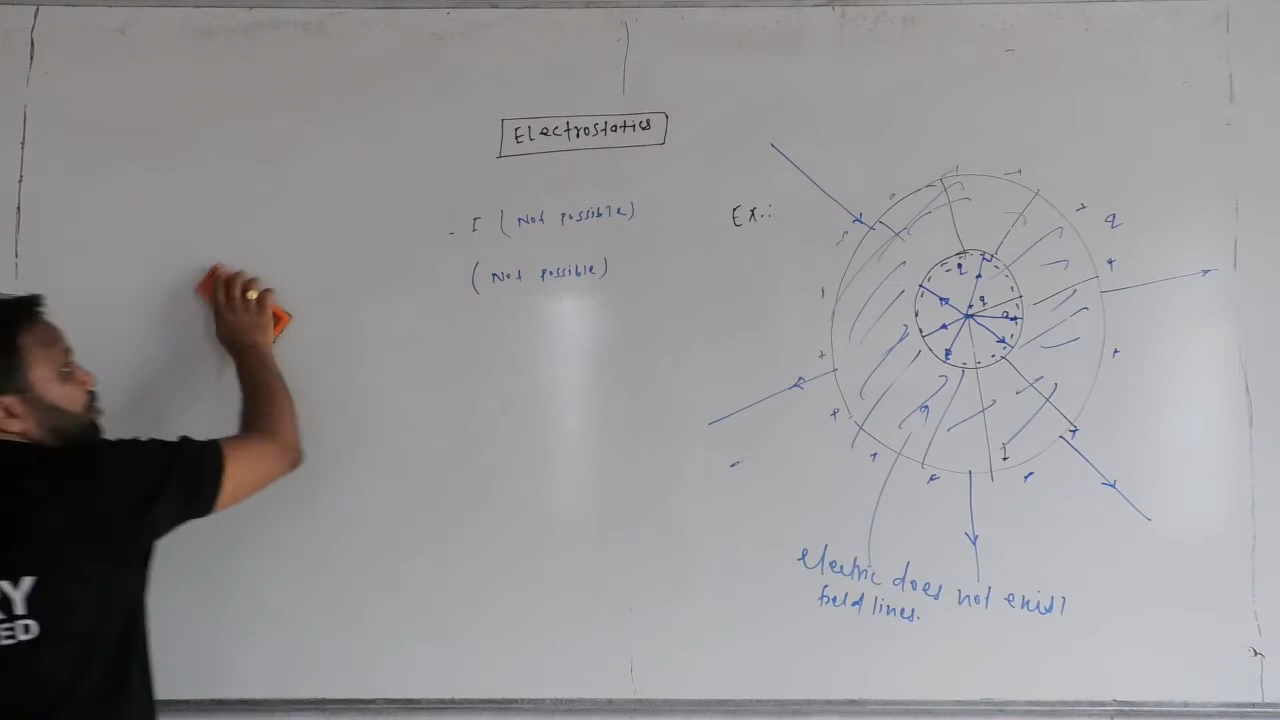 Electrostatics
- I (Not possible)
(Not possible)
Ex.:
q
-q
+q
q
I
electric does not exist
field lines.